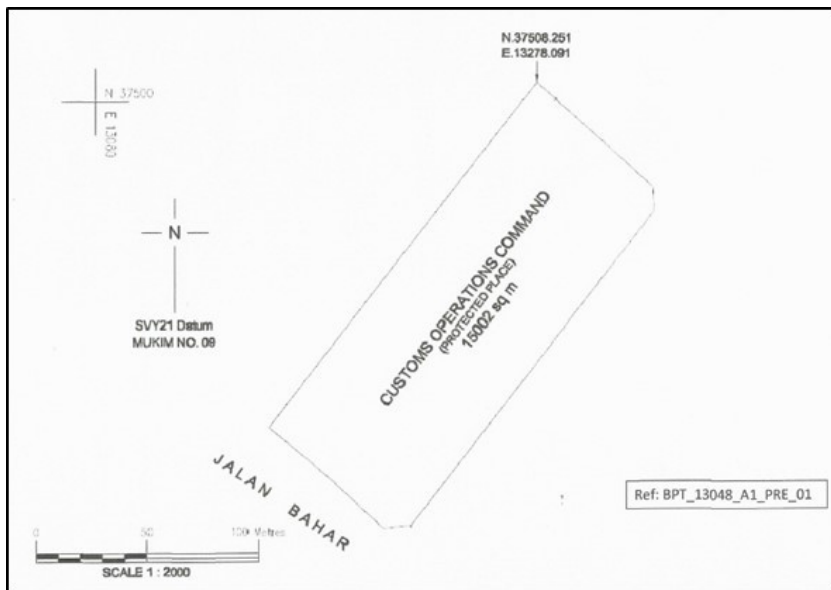 N.37508.251
E.13278.091
N 37500
E 13080
N
SVY21 Datum
MUKIM NO. 09
CUSTOMS OPERATIONS COMMAND
(PROTECTED PLACE)
15002 sq m
JALAN BAHAR
Ref: BPT_13048_A1_PRE_01
0 50 100 Metres
SCALE 1 : 2000